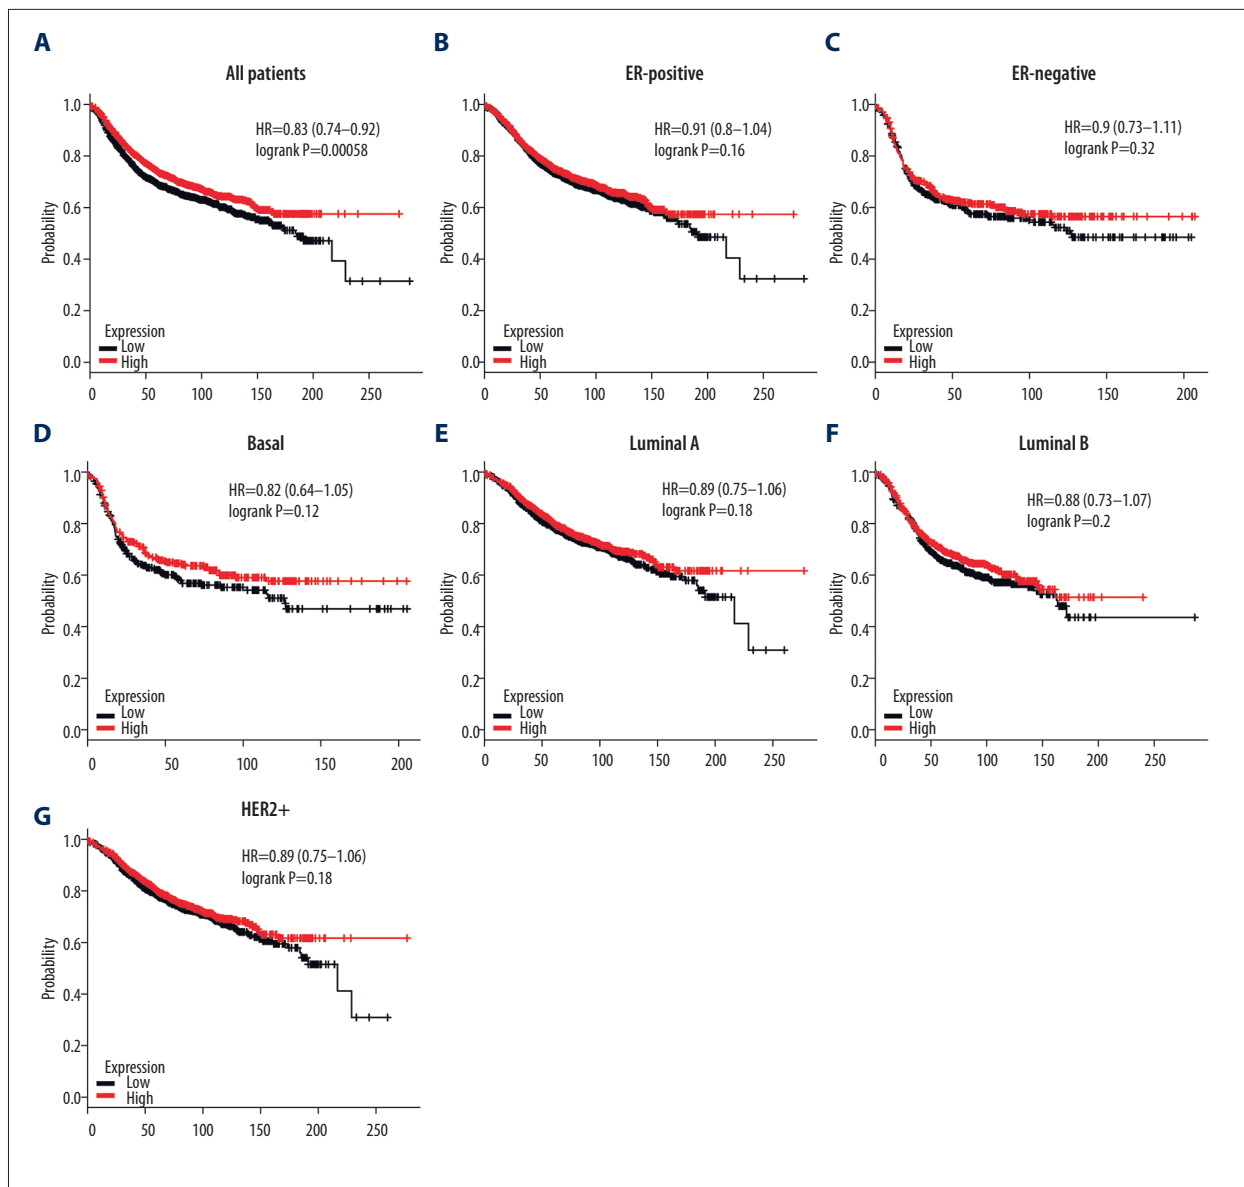 A
All patients
HR=0.83 (0.74–0.92)
logrank P=0.00058
Probability
1.0
0.8
0.6
0.4
0.2
0.0
Expression
Low
High
0 50 100 150 200 250
B
ER-positive
HR=0.91 (0.8–1.04)
logrank P=0.16
Probability
1.0
0.8
0.6
0.4
0.2
0.0
Expression
Low
High
0 50 100 150 200 250
C
ER-negative
HR=0.9 (0.73–1.11)
logrank P=0.32
Probability
1.0
0.8
0.6
0.4
0.2
0.0
Expression
Low
High
0 50 100 150 200
D
Basal
HR=0.82 (0.64–1.05)
logrank P=0.12
Probability
1.0
0.8
0.6
0.4
0.2
0.0
Expression
Low
High
0 50 100 150 200
E
Luminal A
HR=0.89 (0.75–1.06)
logrank P=0.18
Probability
1.0
0.8
0.6
0.4
0.2
0.0
Expression
Low
High
0 50 100 150 200 250
F
Luminal B
HR=0.88 (0.73–1.07)
logrank P=0.2
Probability
1.0
0.8
0.6
0.4
0.2
0.0
Expression
Low
High
0 50 100 150 200 250
G
HER2+
HR=0.89 (0.75–1.06)
logrank P=0.18
Probability
1.0
0.8
0.6
0.4
0.2
0.0
Expression
Low
High
0 50 100 150 200 250